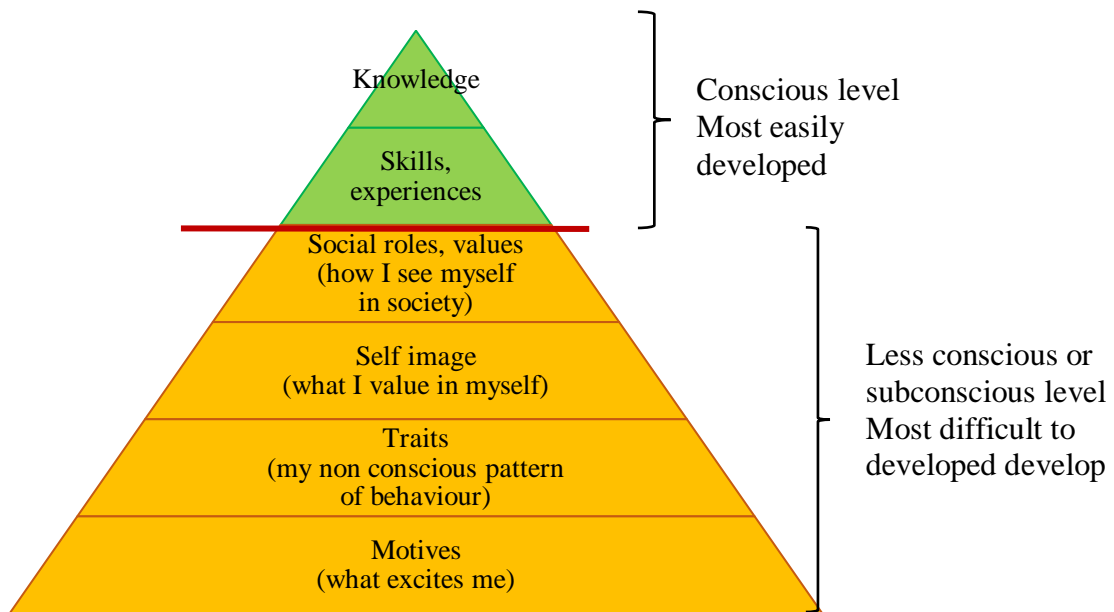 Knowledge
Skills,
experiences
Conscious level
Most easily
developed
Social roles, values
(how I see myself
in society)
Self image
(what I value in myself)
Traits
(my non conscious pattern
of behaviour)
Motives
(what excites me)
Less conscious or
subconscious level
Most difficult to
developed develop